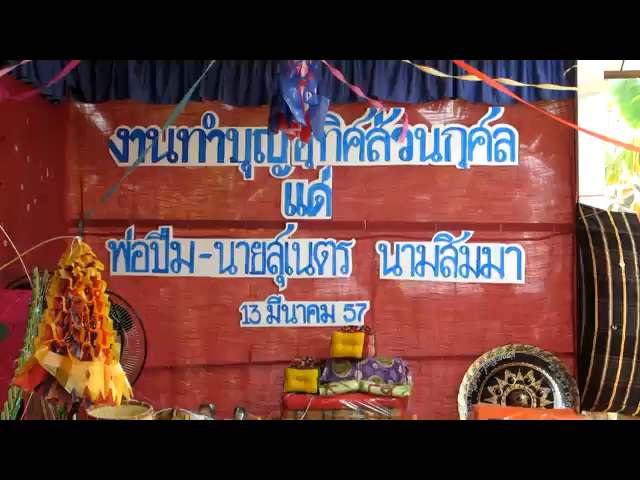 งานทำบุญอุทิศส่วนกุศล
แด่
พ่อปึม - นายสุเนตร นามสิมมา
13 มีนาคม 57